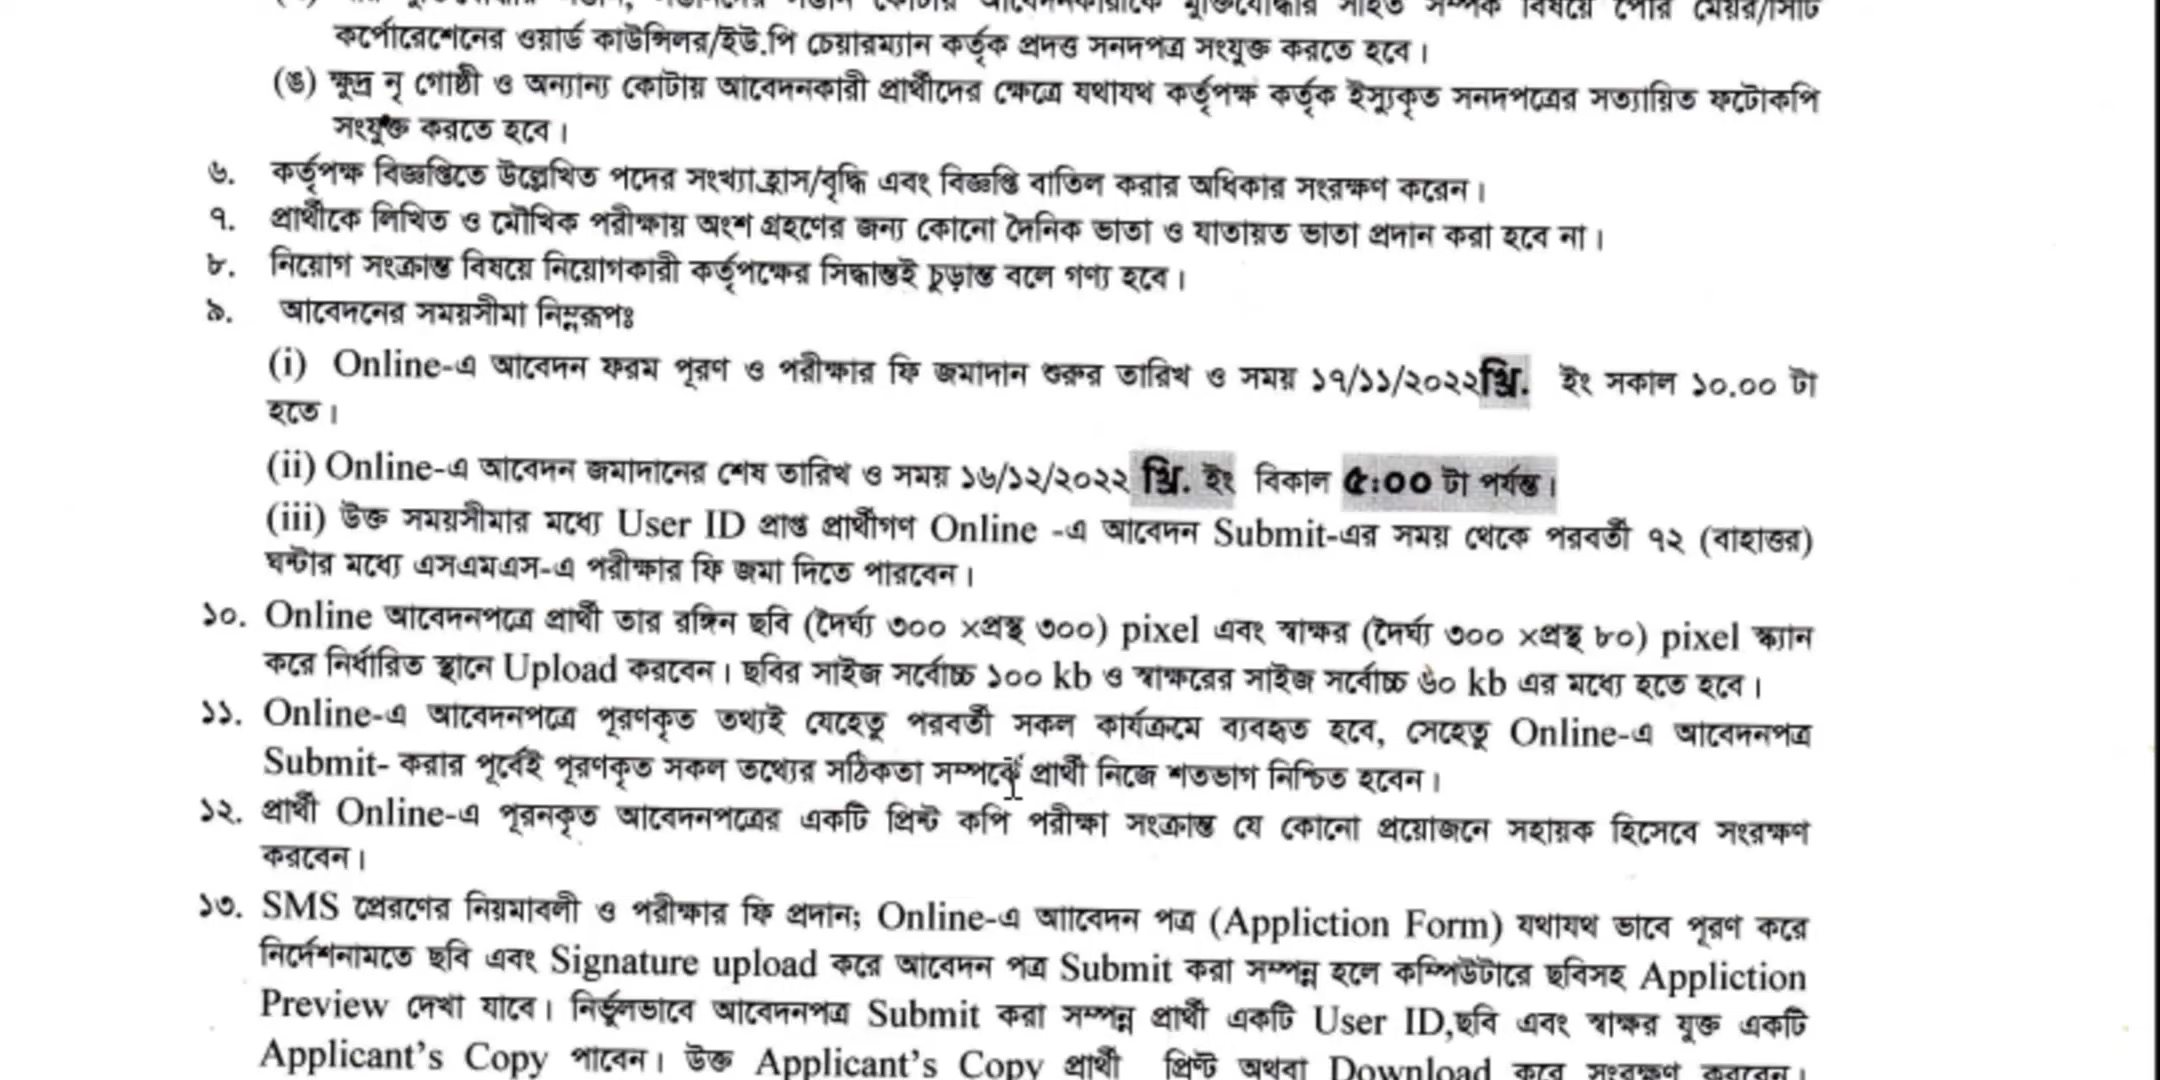 কর্পোরেশেনের ওয়ার্ড কাউন্সিলর/ইউ.পি চেয়ারম্যান কর্তৃক প্রদত্ত সনদপত্র সংযুক্ত করতে হবে।
(ঙ) ক্ষুদ্র নৃ গোষ্ঠী ও অন্যান্য কোটায় আবেদনকারী প্রার্থীদের ক্ষেত্রে যথাযথ কর্তৃপক্ষ কর্তৃক ইস্যুকৃত সনদপত্রের সত্যায়িত ফটোকপি
সংযুক্ত করতে হবে।
৬. কর্তৃপক্ষ বিজ্ঞপ্তিতে উল্লেখিত পদের সংখ্যা হ্রাস/বৃদ্ধি এবং বিজ্ঞপ্তি বাতিল করার অধিকার সংরক্ষণ করেন।
৭. প্রার্থীকে লিখিত ও মৌখিক পরীক্ষায় অংশ গ্রহণের জন্য কোনো দৈনিক ভাতা ও যাতায়ত ভাতা প্রদান করা হবে না।
৮. নিয়োগ সংক্রান্ত বিষয়ে নিয়োগকারী কর্তৃপক্ষের সিদ্ধান্তই চুড়ান্ত বলে গণ্য হবে।
৯. আবেদনের সময়সীমা নিম্নরূপঃ
(i) Online-এ আবেদন ফরম পূরণ ও পরীক্ষার ফি জমাদান শুরুর তারিখ ও সময় ১৭/১১/২০২২খ্রি. ইং সকাল ১০.০০ টা
হতে।
(ii) Online-এ আবেদন জমাদানের শেষ তারিখ ও সময় ১৬/১২/২০২২ খ্রি. ইং বিকাল ৫:০০ টা পর্যন্ত।
(iii) উক্ত সময়সীমার মধ্যে User ID প্রাপ্ত প্রার্থীগণ Online -এ আবেদন Submit-এর সময় থেকে পরবর্তী ৭২ (বাহাত্তর)
ঘন্টার মধ্যে এসএমএস-এ পরীক্ষার ফি জমা দিতে পারবেন।
১০. Online আবেদনপত্রে প্রার্থী তার রঙ্গিন ছবি (দৈর্ঘ্য ৩০০ ×প্রস্থ ৩০০) pixel এবং স্বাক্ষর (দৈর্ঘ্য ৩০০ ×প্রস্থ ৮০) pixel স্ক্যান
করে নির্ধারিত স্থানে Upload করবেন। ছবির সাইজ সর্বোচ্চ ১০০ kb ও স্বাক্ষরের সাইজ সর্বোচ্চ ৬০ kb এর মধ্যে হতে হবে।
১১. Online-এ আবেদনপত্রে পূরণকৃত তথ্যই যেহেতু পরবর্তী সকল কার্যক্রমে ব্যবহৃত হবে, সেহেতু Online-এ আবেদনপত্র
Submit- করার পূর্বেই পূরণকৃত সকল তথ্যের সঠিকতা সম্পর্কে প্রার্থী নিজে শতভাগ নিশ্চিত হবেন।
১২. প্রার্থী Online-এ পূরনকৃত আবেদনপত্রের একটি প্রিন্ট কপি পরীক্ষা সংক্রান্ত যে কোনো প্রয়োজনে সহায়ক হিসেবে সংরক্ষণ
করবেন।
১৩. SMS প্রেরণের নিয়মাবলী ও পরীক্ষার ফি প্রদান; Online-এ আবেদন পত্র (Appliction Form) যথাযথ ভাবে পূরণ করে
নির্দেশনামতে ছবি এবং Signature upload করে আবেদন পত্র Submit করা সম্পন্ন হলে কম্পিউটারে ছবিসহ Appliction
Preview দেখা যাবে। নির্ভুলভাবে আবেদনপত্র Submit করা সম্পন্ন প্রার্থী একটি User ID,ছবি এবং স্বাক্ষর যুক্ত একটি
Applicant’s Copy পাবেন। উক্ত Applicant’s Copy প্রার্থী প্রিন্ট অথবা Download করে সংরক্ষণ করবেন।